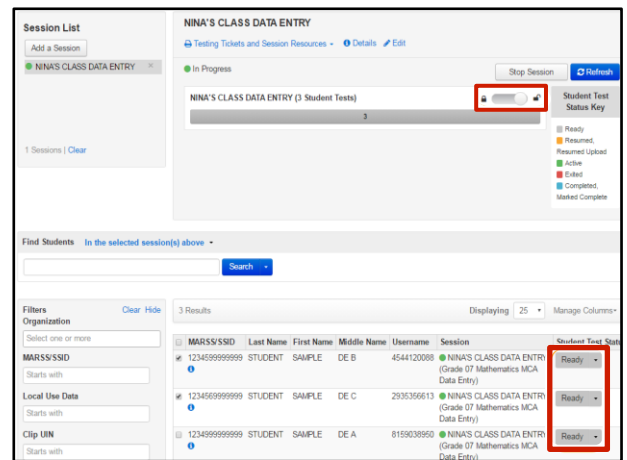 Session List
Add a Session
NINA'S CLASS DATA ENTRY ×
1 Sessions | Clear
NINA'S CLASS DATA ENTRY
Testing Tickets and Session Resources
Details
Edit
In Progress
Stop Session
Refresh
NINA'S CLASS DATA ENTRY (3 Student Tests)
3
Student Test
Status Key
Ready
Resumed,
Resumed Upload
Active
Exited
Completed,
Marked Complete
Find Students In the selected session(s) above
Search
Filters Clear Hide
Organization
Select one or more
MARSS/SSID
Starts with
Local Use Data
Starts with
Clip UIN
Starts with
3 Results Displaying 25 Manage Columns
MARSS/SSID Last Name First Name Middle Name Username Session Student Test Statu
1234599999999 STUDENT SAMPLE DE B 4544120088 NINA'S CLASS DATA ENTRY Ready
(Grade 07 Mathematics MCA
Data Entry)
1234569999999 STUDENT SAMPLE DE C 2935356613 NINA'S CLASS DATA ENTRY Ready
(Grade 07 Mathematics MCA
Data Entry)
1234999999999 STUDENT SAMPLE DE A 8159038950 NINA'S CLASS DATA ENTRY Ready
(Grade 07 Mathematics MCA
Data Entry)